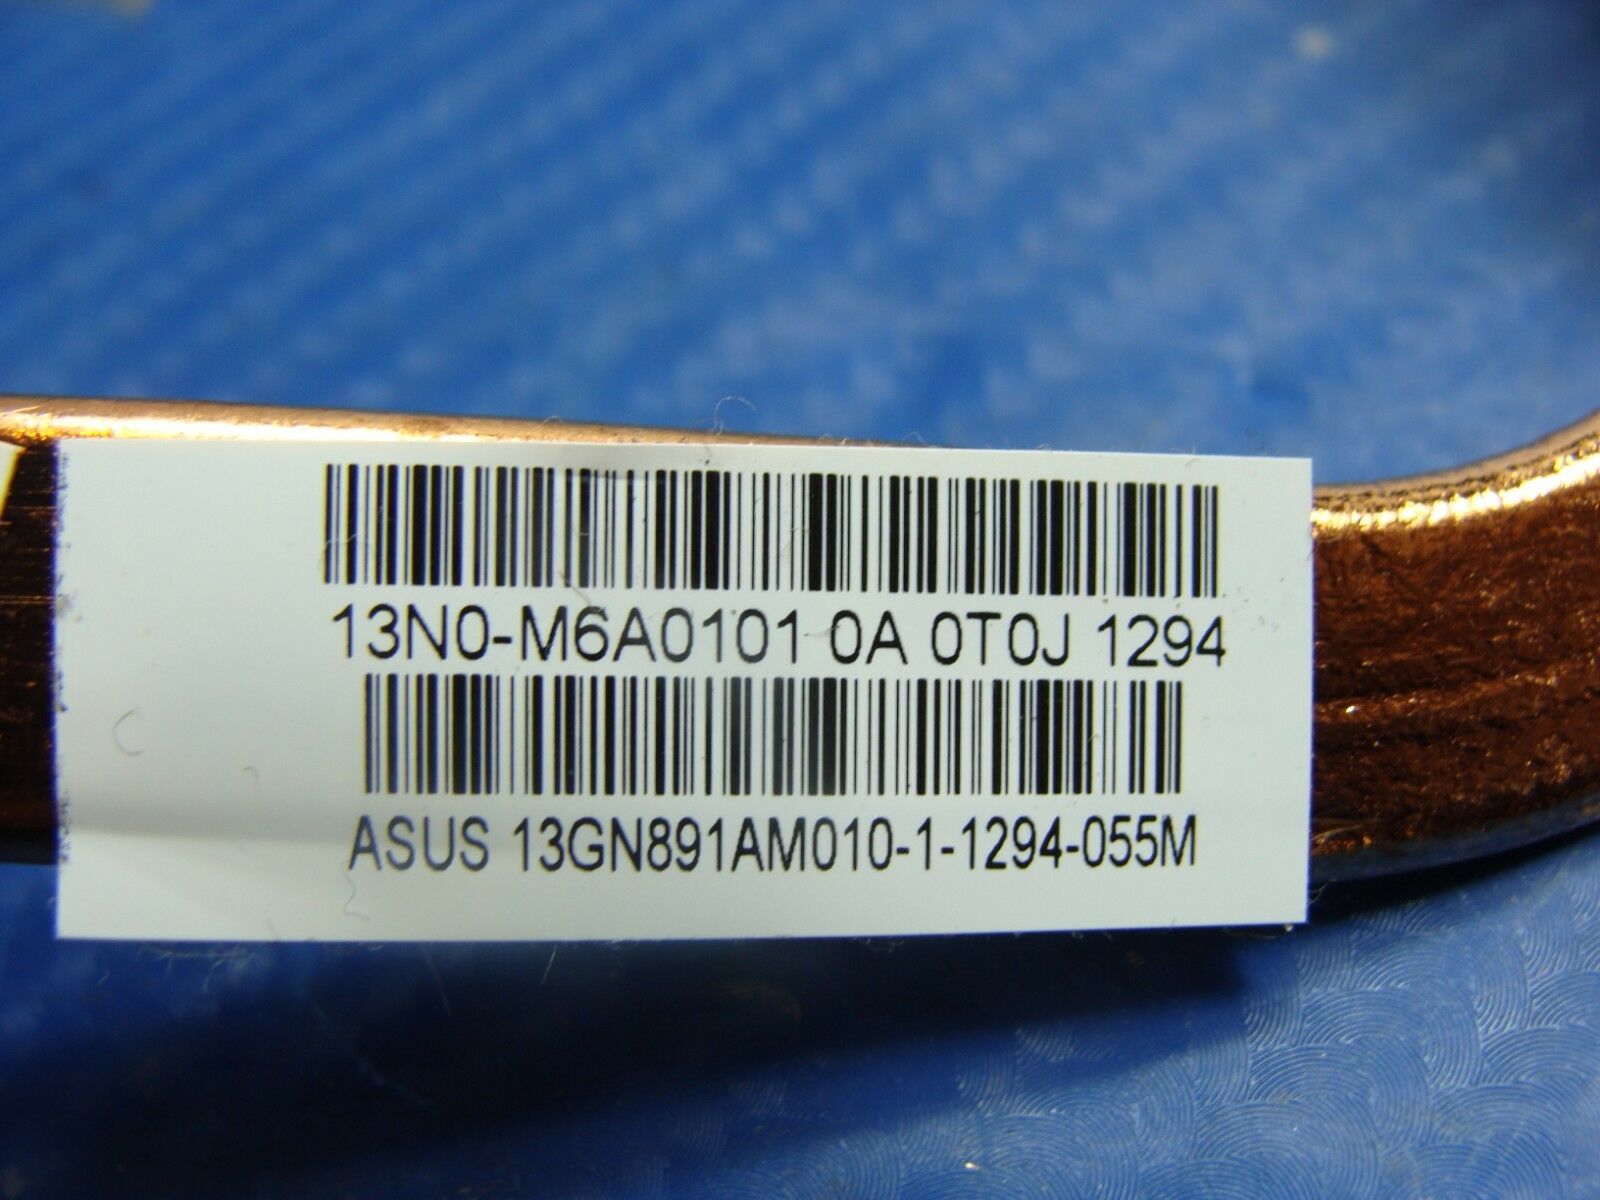 13N0-M6A0101 0A 0T0J 1294
ASUS 13GN891AM010-1-1294-055M